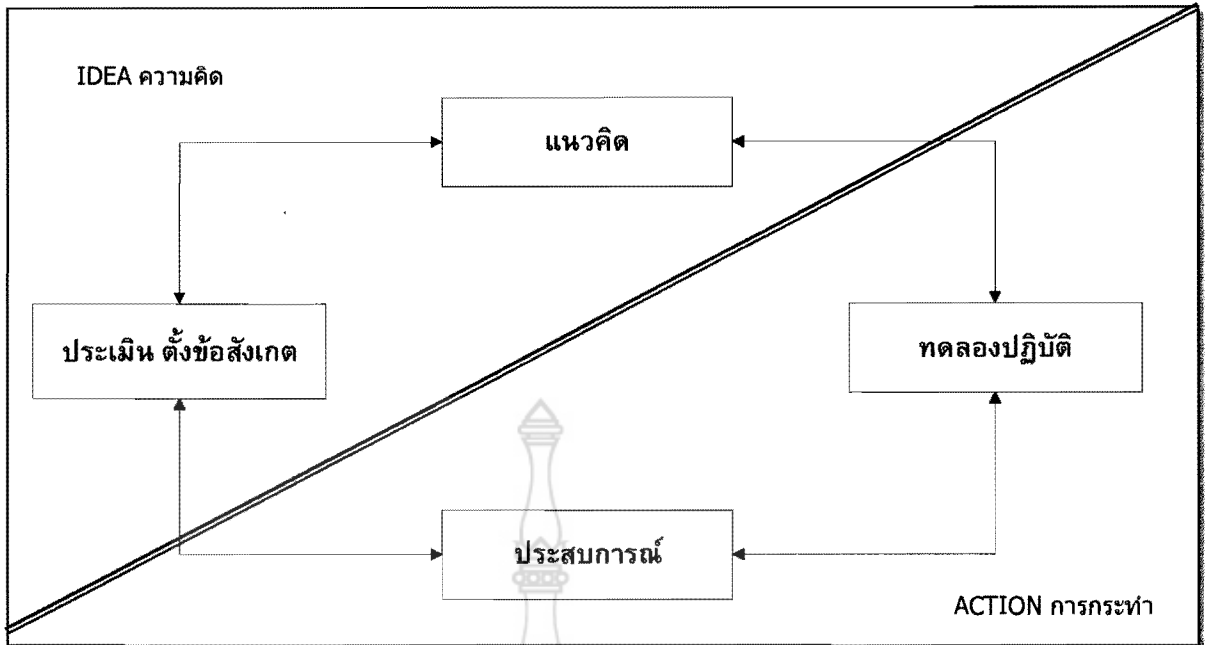 IDEA ความคิด
แนวคิด
ประเมิน ตั้งข้อสังเกต
ทดลองปฏิบัติ
ประสบการณ์
ACTION การกระทำ